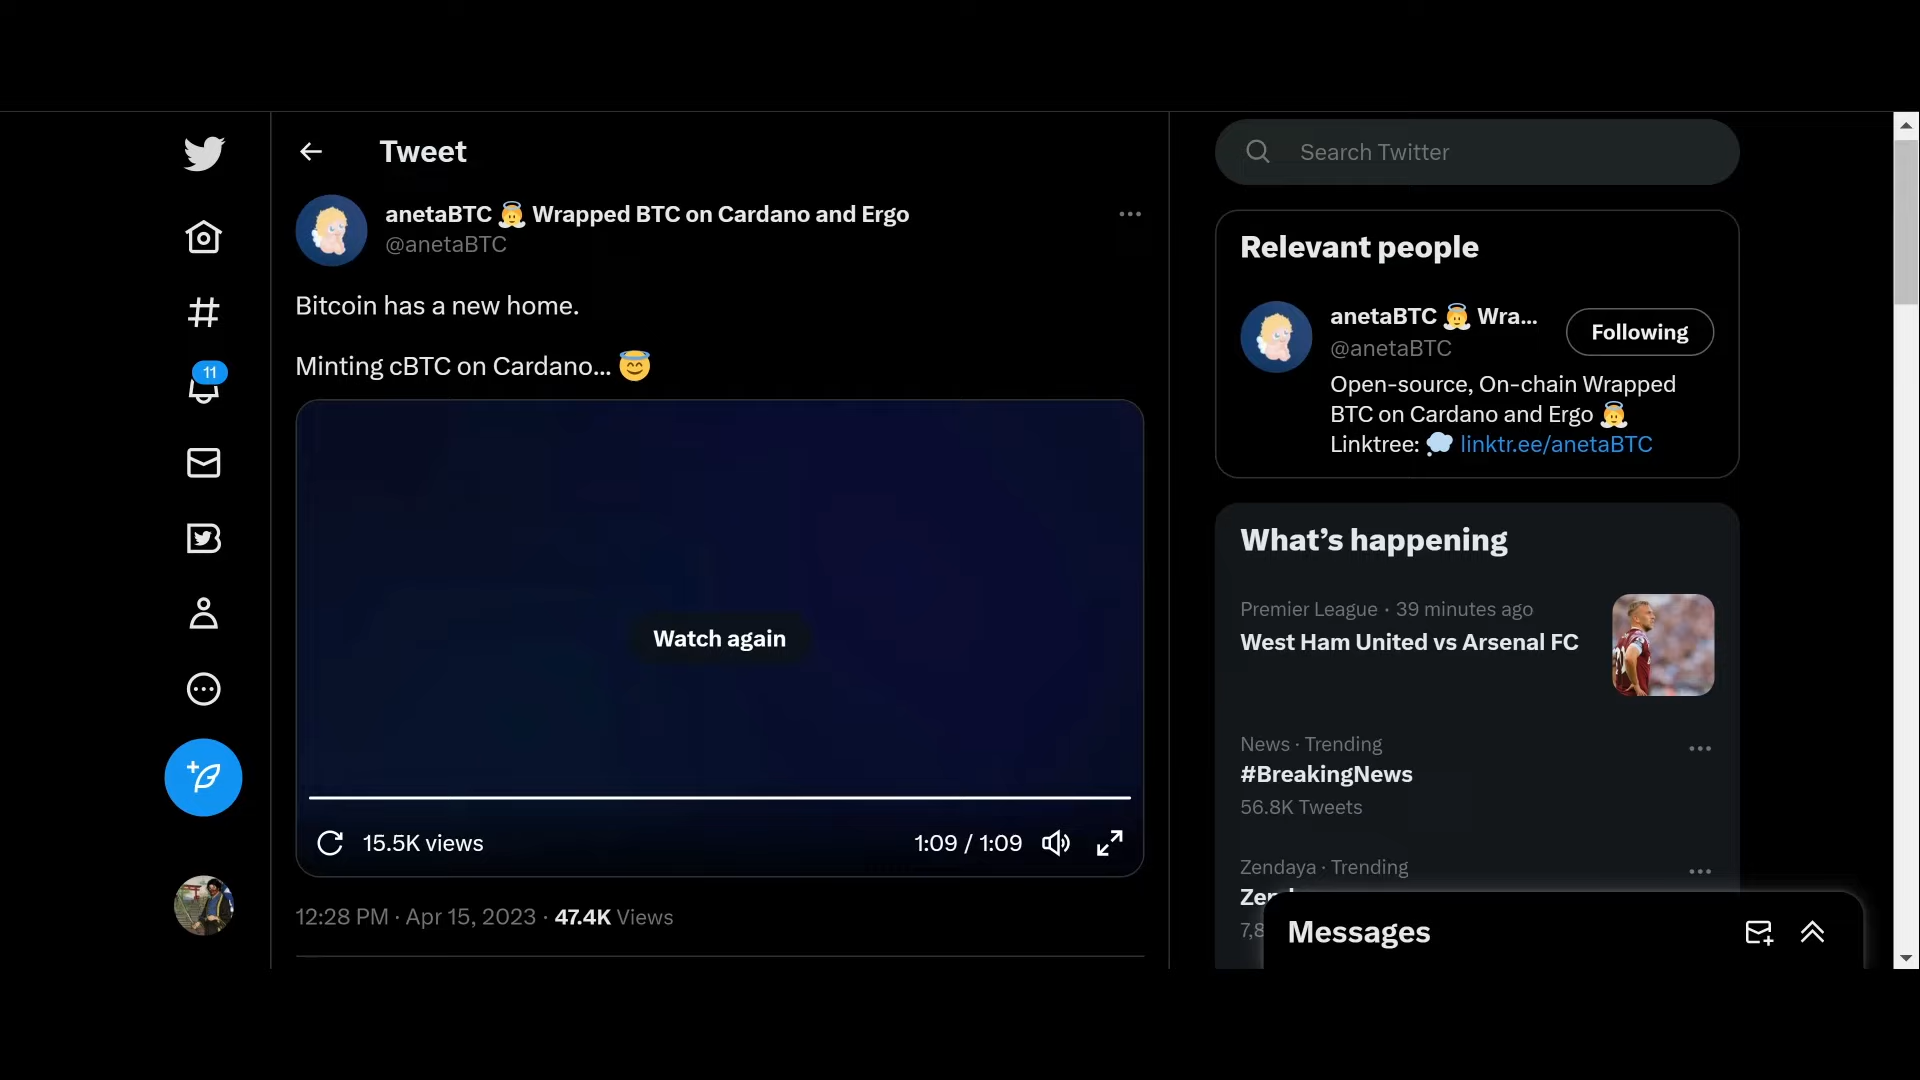 Tweet
Search Twitter
anetaBTC 👼 Wrapped BTC on Cardano and Ergo
@anetaBTC
Bitcoin has a new home.
Minting cBTC on Cardano... 😇
Watch again
15.5K views
1:09 / 1:09
12:28 PM · Apr 15, 2023 · 47.4K Views
11
Relevant people
anetaBTC 👼 Wra...
@anetaBTC
Following
Open-source, On-chain Wrapped
BTC on Cardano and Ergo 👼
Linktree: 💭 linktr.ee/anetaBTC
What’s happening
Premier League · 39 minutes ago
West Ham United vs Arsenal FC
News · Trending
#BreakingNews
56.8K Tweets
Zendaya · Trending
Messages